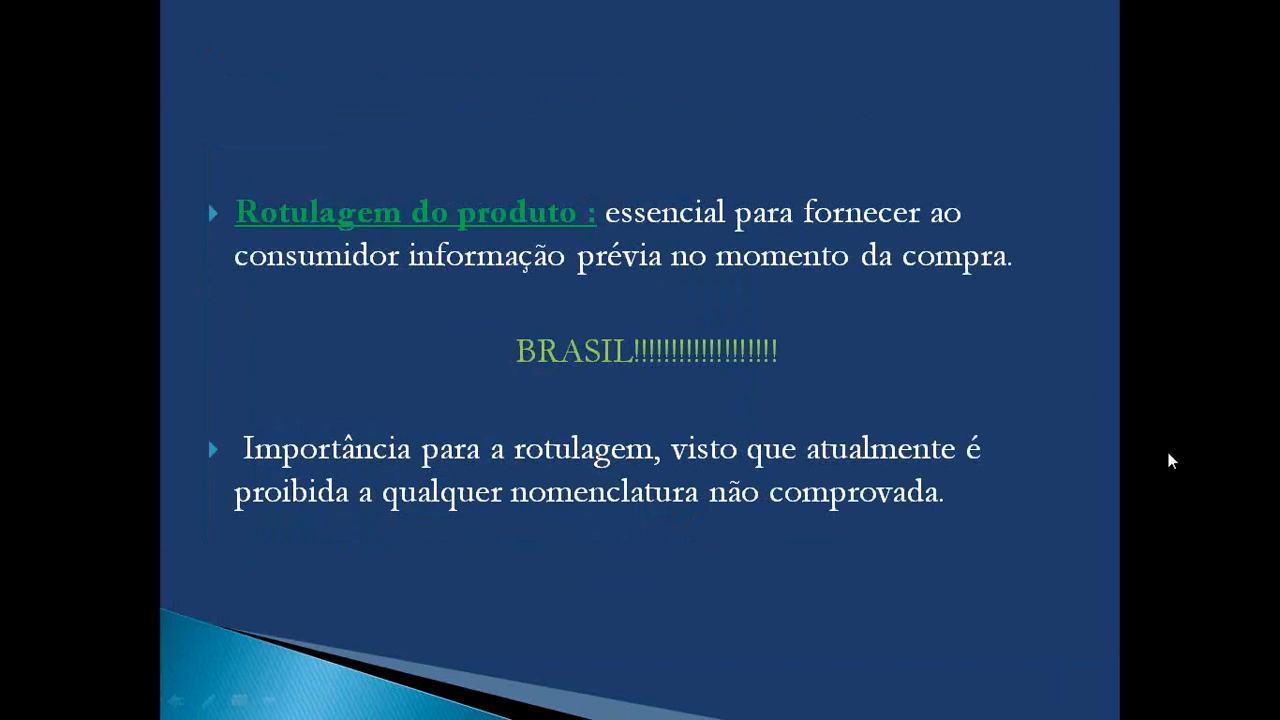 Rotulagem do produto : essencial para fornecer ao
consumidor informação prévia no momento da compra.
BRASIL!!!!!!!!!!!!!!!!!!!
Importância para a rotulagem, visto que atualmente é
proibida a qualquer nomenclatura não comprovada.